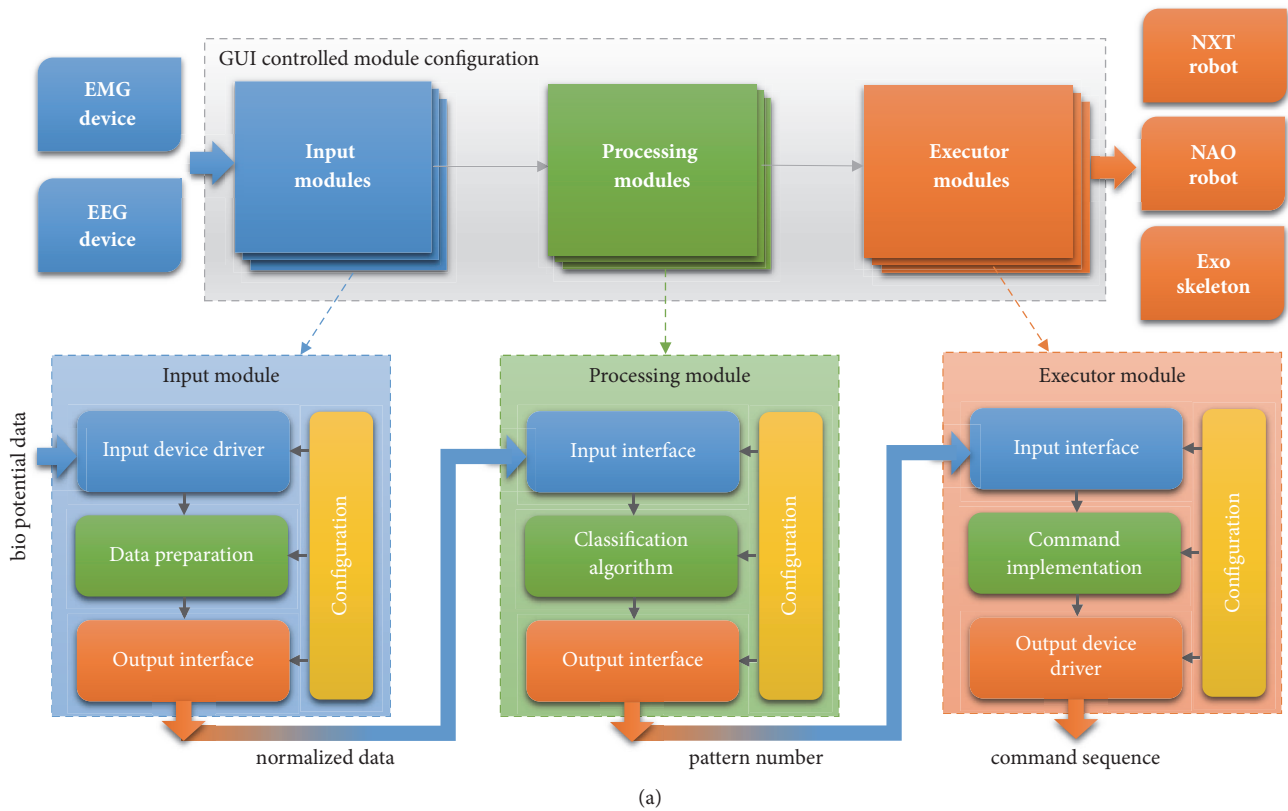 GUI controlled module configuration
EMG
device
EEG
device
Input
modules
Processing
modules
Executor
modules
NXT
robot
NAO
robot
Exo
skeleton
bio potential data
Input module
Input device driver
Data preparation
Output interface
Configuration
normalized data
Processing module
Input interface
Classification
algorithm
Output interface
Configuration
pattern number
Executor module
Input interface
Command
implementation
Output device
driver
Configuration
command sequence
(a)